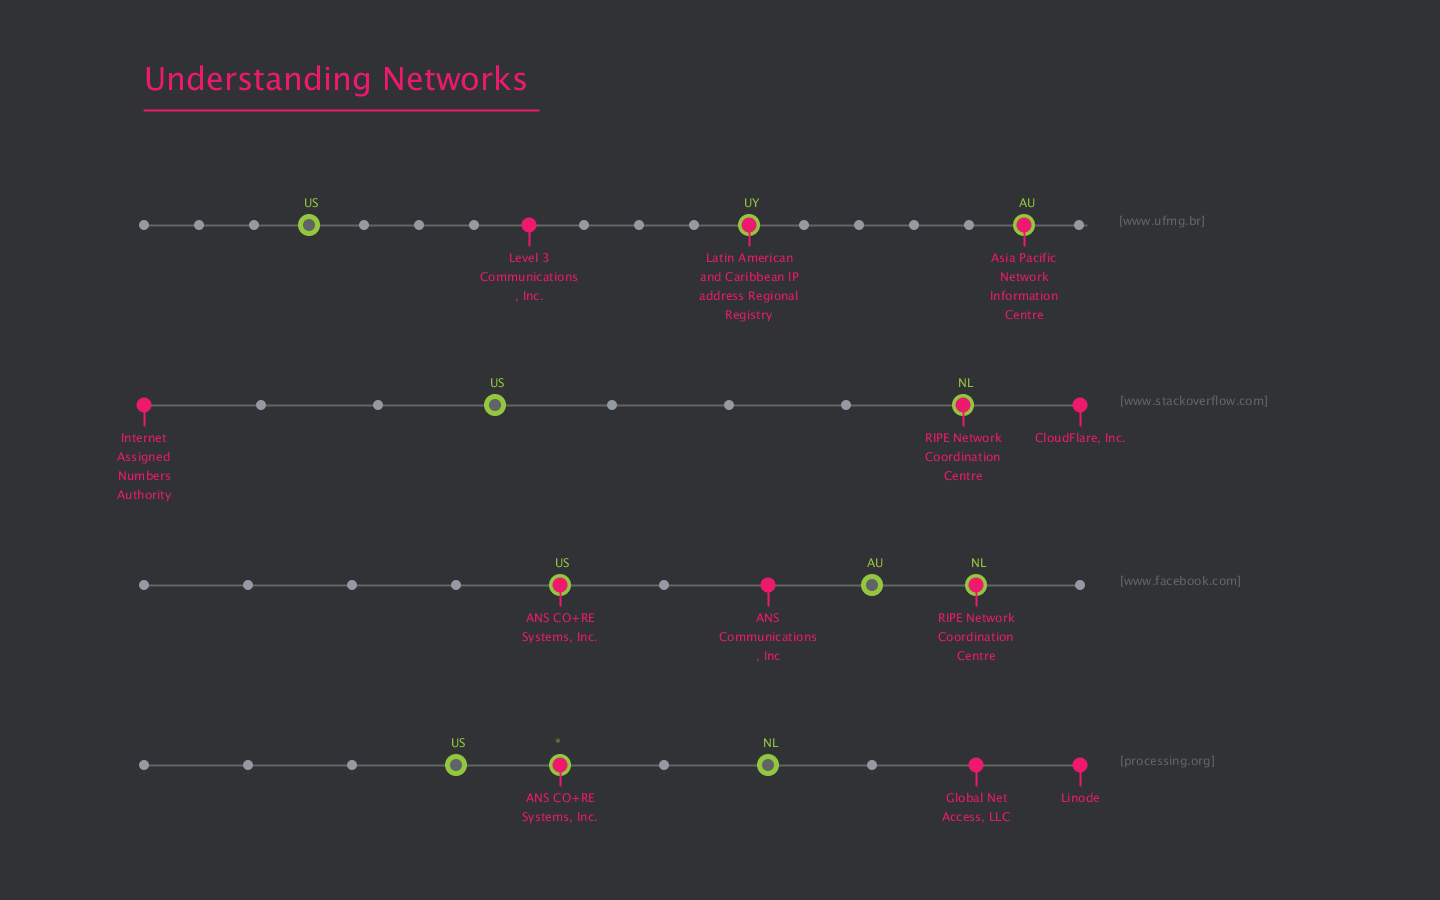 Understanding Networks
US
UY
AU
[www.ufmg.br]
Level 3
Communications
, Inc.
Latin American
and Caribbean IP
address Regional
Registry
Asia Pacific
Network
Information
Centre
US
NL
[www.stackoverflow.com]
Internet
Assigned
Numbers
Authority
RIPE Network
Coordination
Centre
CloudFlare, Inc.
US
AU
NL
[www.facebook.com]
ANS CO+RE
Systems, Inc.
ANS
Communications
, Inc
RIPE Network
Coordination
Centre
US
*
NL
[processing.org]
ANS CO+RE
Systems, Inc.
Global Net
Access, LLC
Linode